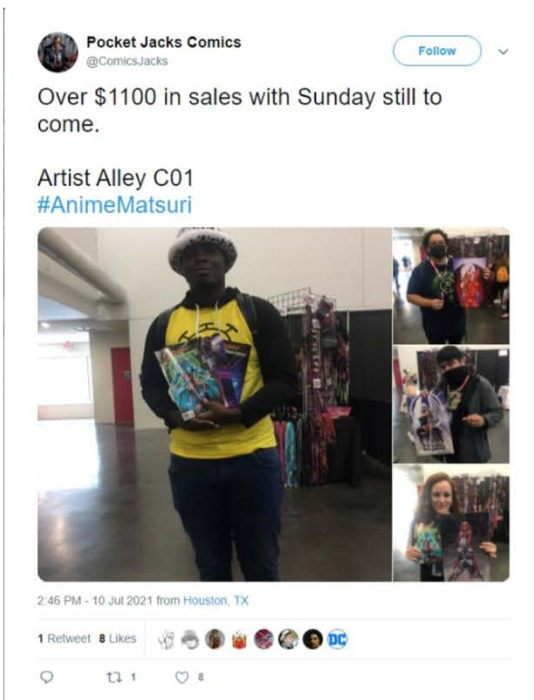 Pocket Jacks Comics
@ComicsJacks
Follow
Over $1100 in sales with Sunday still to
come.
Artist Alley C01
#AnimeMatsuri
2:46 PM - 10 Jul 2021 from Houston, TX
1 Retweet 8 Likes
DC
1 8